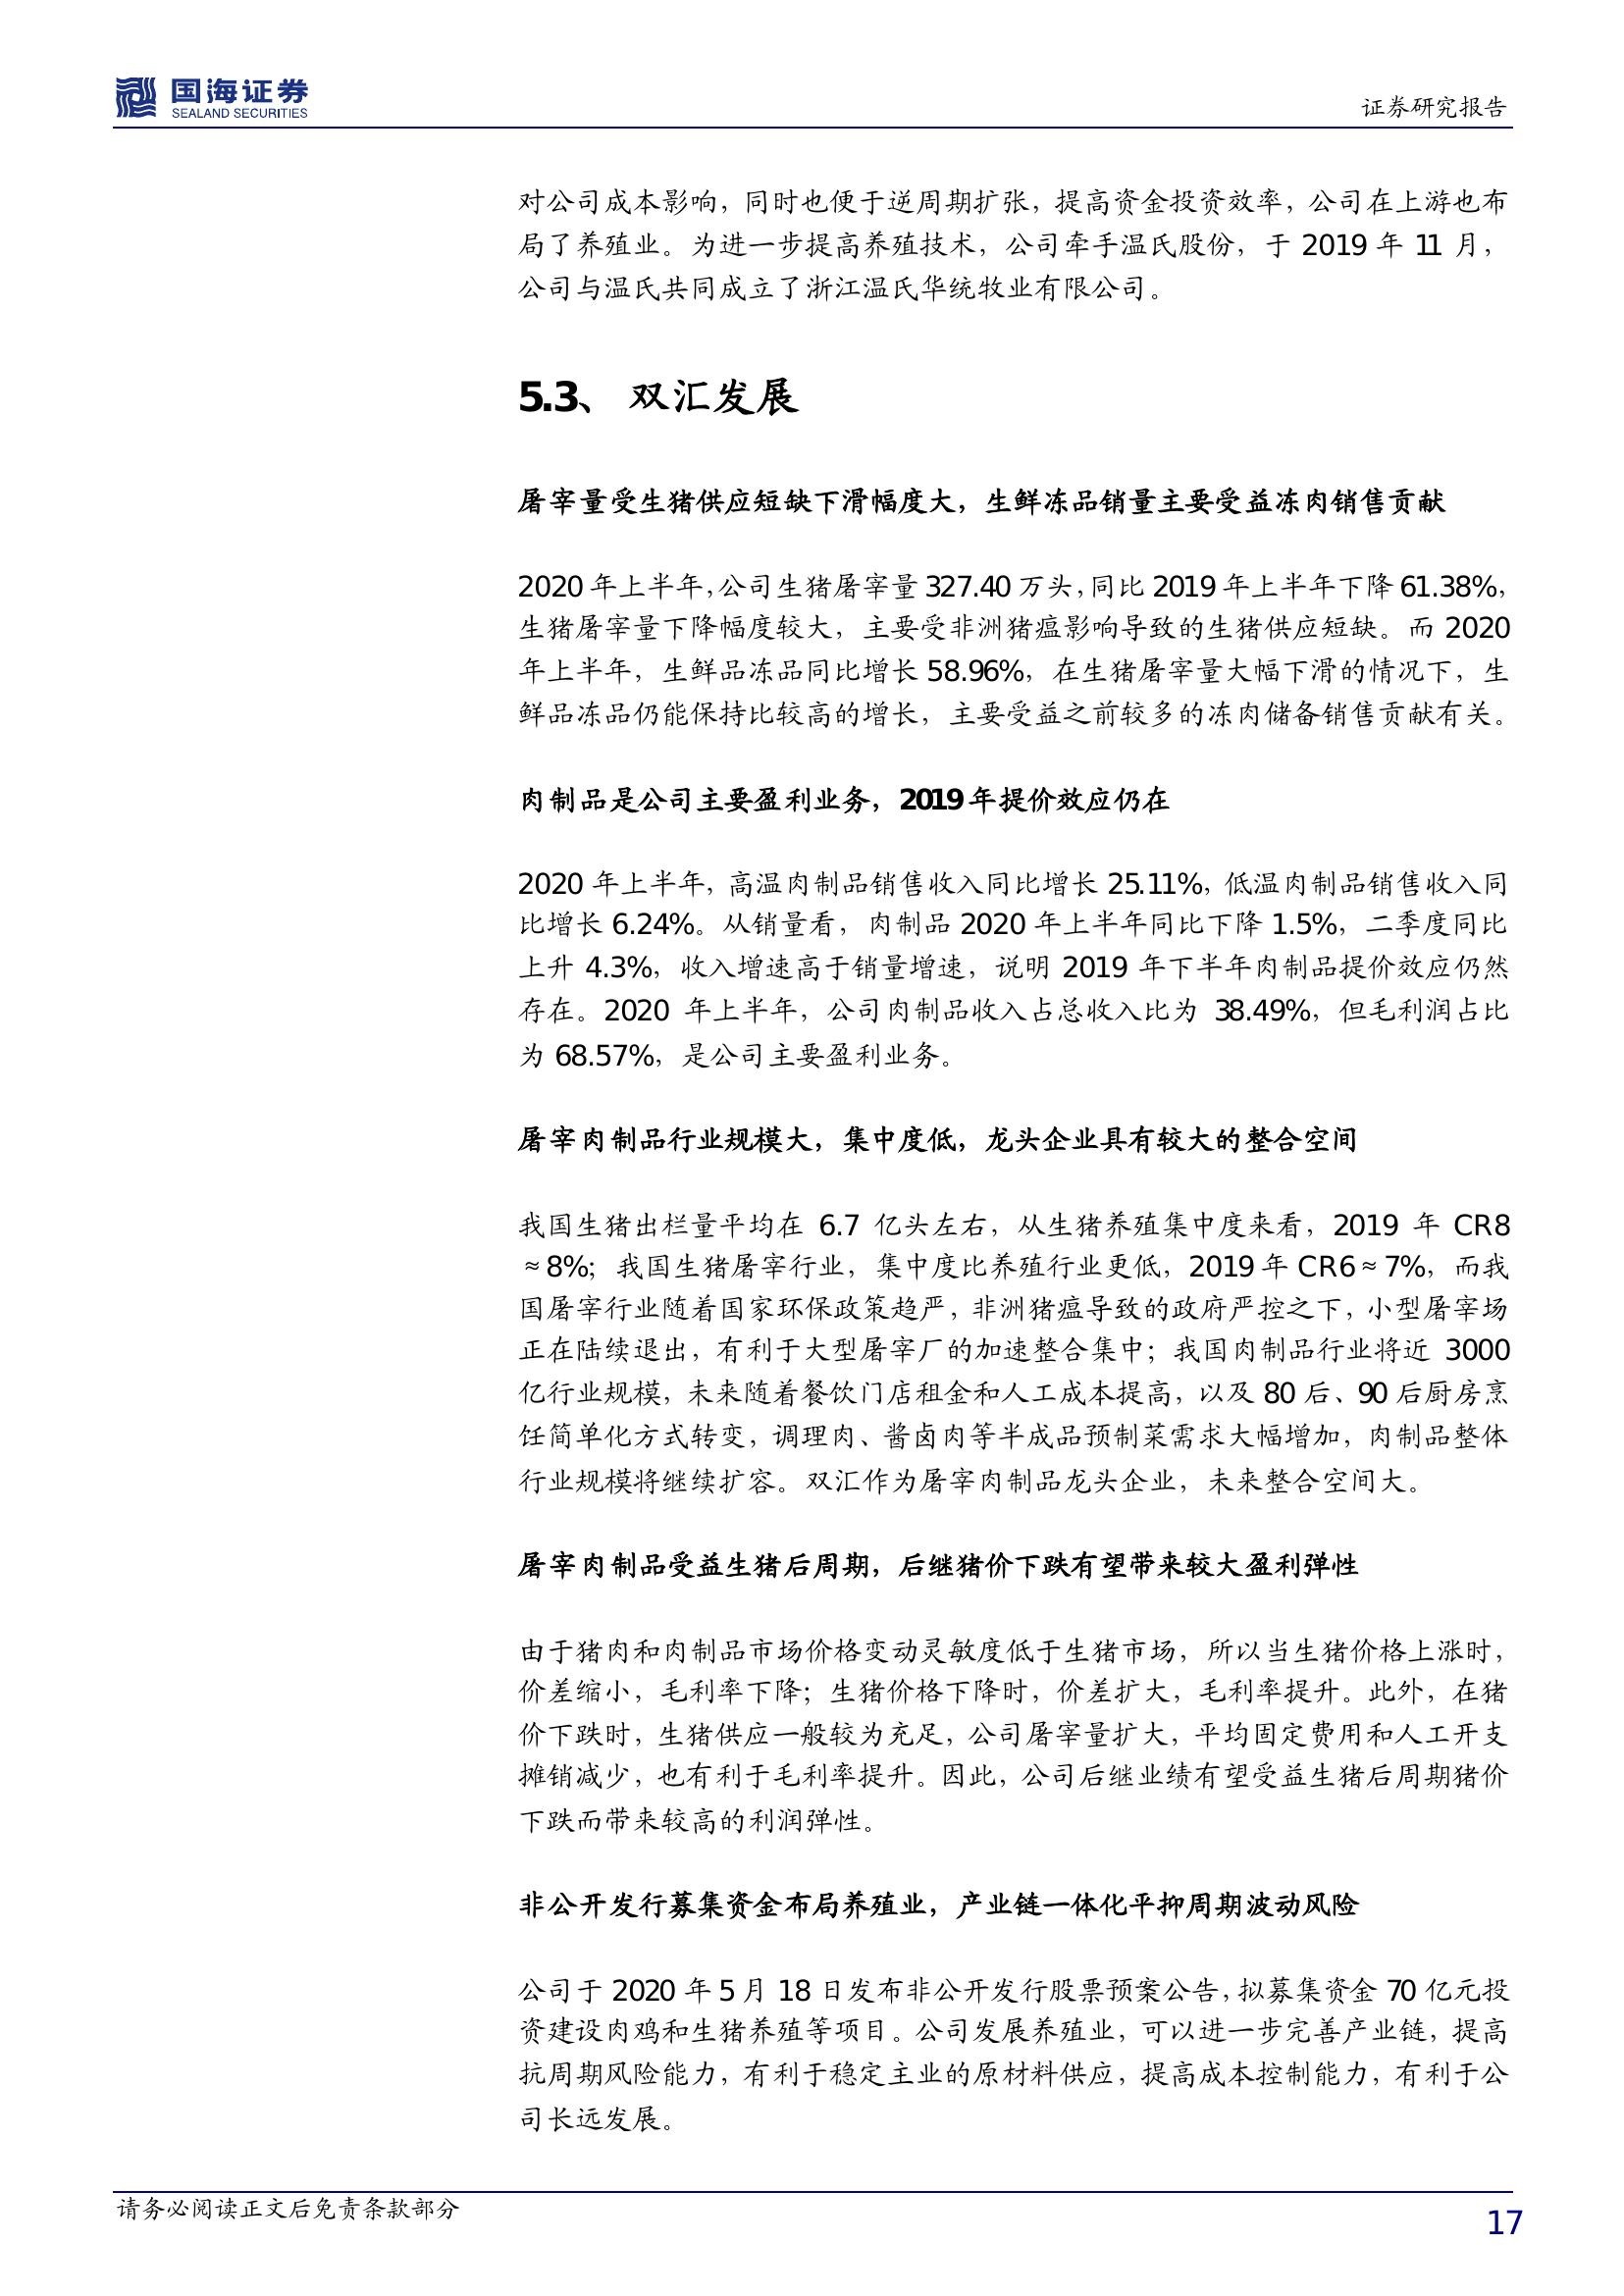 国海证券
SEALAND SECURITIES
证券研究报告
对公司成本影响，同时也便于逆周期扩张，提高资金投资效率，公司在上游也布
局了养殖业。为进一步提高养殖技术，公司牵手温氏股份，于 2019 年 11 月，
公司与温氏共同成立了浙江温氏华统牧业有限公司。
5.3、 双汇发展
屠宰量受生猪供应短缺下滑幅度大，生鲜冻品销量主要受益冻肉销售贡献
2020 年上半年，公司生猪屠宰量 327.40 万头，同比 2019 年上半年下降 61.38%，
生猪屠宰量下降幅度较大，主要受非洲猪瘟影响导致的生猪供应短缺。而 2020
年上半年，生鲜品冻品同比增长 58.96%，在生猪屠宰量大幅下滑的情况下，生
鲜品冻品仍能保持比较高的增长，主要受益之前较多的冻肉储备销售贡献有关。
肉制品是公司主要盈利业务，2019 年提价效应仍在
2020 年上半年，高温肉制品销售收入同比增长 25.11%，低温肉制品销售收入同
比增长 6.24%。从销量看，肉制品 2020 年上半年同比下降 1.5%，二季度同比
上升 4.3%，收入增速高于销量增速，说明 2019 年下半年肉制品提价效应仍然
存在。2020 年上半年，公司肉制品收入占总收入比为 38.49%，但毛利润占比
为 68.57%，是公司主要盈利业务。
屠宰肉制品行业规模大，集中度低，龙头企业具有较大的整合空间
我国生猪出栏量平均在 6.7 亿头左右，从生猪养殖集中度来看，2019 年 CR8
≈8%；我国生猪屠宰行业，集中度比养殖行业更低，2019 年 CR6≈7%，而我
国屠宰行业随着国家环保政策趋严，非洲猪瘟导致的政府严控之下，小型屠宰场
正在陆续退出，有利于大型屠宰厂的加速整合集中；我国肉制品行业将近 3000
亿行业规模，未来随着餐饮门店租金和人工成本提高，以及 80 后、90 后厨房烹
饪简单化方式转变，调理肉、酱卤肉等半成品预制菜需求大幅增加，肉制品整体
行业规模将继续扩容。双汇作为屠宰肉制品龙头企业，未来整合空间大。
屠宰肉制品受益生猪后周期，后继猪价下跌有望带来较大盈利弹性
由于猪肉和肉制品市场价格变动灵敏度低于生猪市场，所以当生猪价格上涨时，
价差缩小，毛利率下降；生猪价格下降时，价差扩大，毛利率提升。此外，在猪
价下跌时，生猪供应一般较为充足，公司屠宰量扩大，平均固定费用和人工开支
摊销减少，也有利于毛利率提升。因此，公司后继业绩有望受益生猪后周期猪价
下跌而带来较高的利润弹性。
非公开发行募集资金布局养殖业，产业链一体化平抑周期波动风险
公司于 2020 年 5 月 18 日发布非公开发行股票预案公告，拟募集资金 70 亿元投
资建设肉鸡和生猪养殖等项目。公司发展养殖业，可以进一步完善产业链，提高
抗周期风险能力，有利于稳定主业的原材料供应，提高成本控制能力，有利于公
司长远发展。
请务必阅读正文后免责条款部分
17